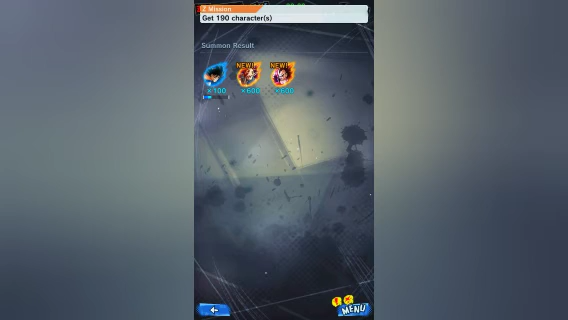 Z Mission
Get 190 character(s)
Summon Result
NEW! NEW!
×100 ×600 ×600
MENU